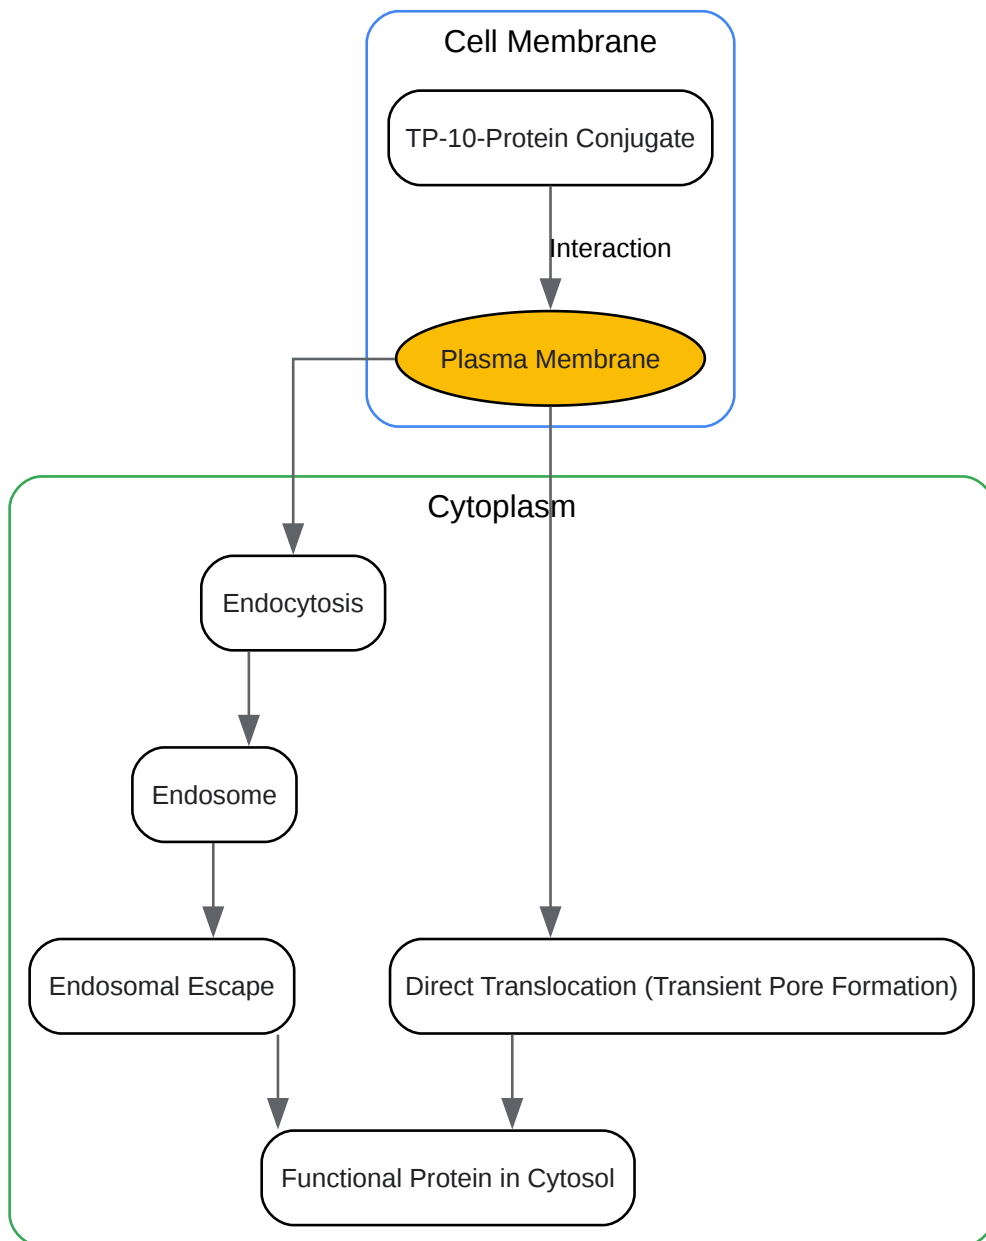 Cell Membrane
TP-10-Protein Conjugate
Interaction
Plasma Membrane
Cytoplasm
Endocytosis
Endosome
Endosomal Escape
Direct Translocation (Transient Pore Formation)
Functional Protein in Cytosol